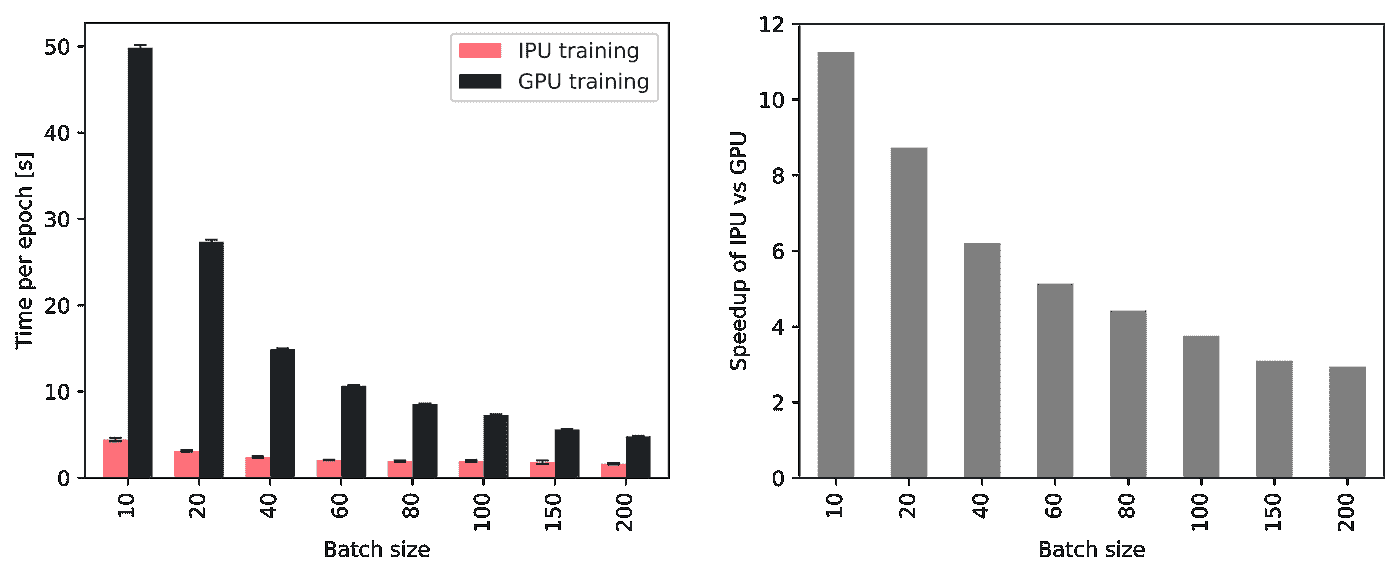 Time per epoch [s]
50
40
30
20
10
0
IPU training
GPU training
10 20 40 60 80 100 150 200
Batch size
Speedup of IPU vs GPU
12
10
8
6
4
2
0
10 20 40 60 80 100 150 200
Batch size